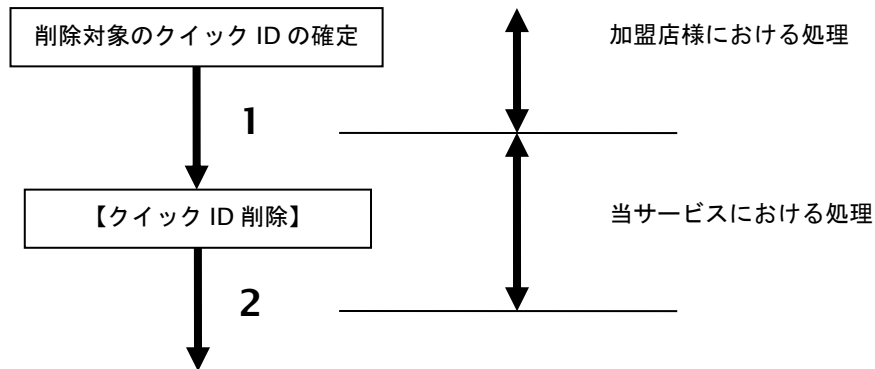 削除対象のクイック ID の確定
加盟店様における処理
1
【クイック ID 削除】
当サービスにおける処理
2